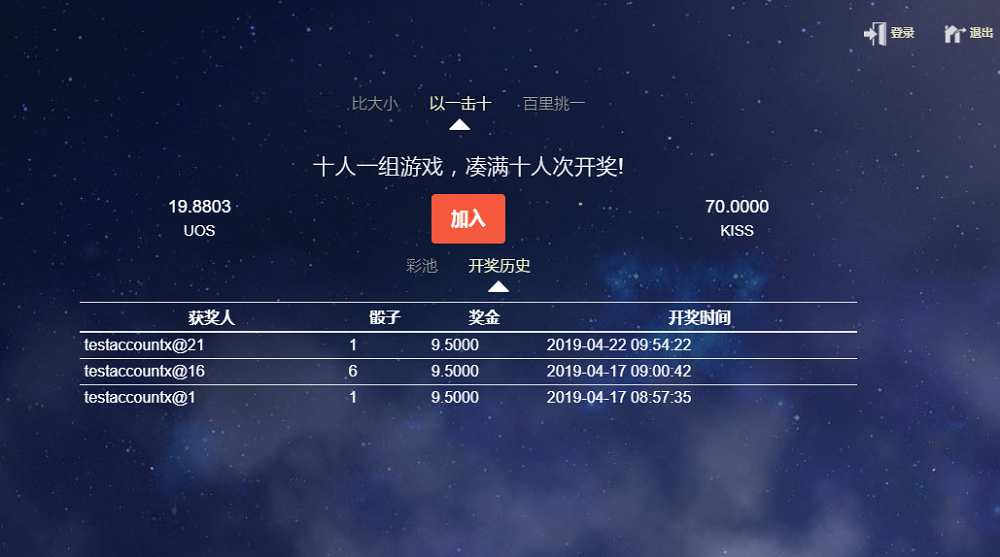 登录 退出
比大小 以一击十 百里挑一
十人一组游戏，凑满十人次开奖!
19.8803 加入 70.0000
UOS KISS
彩池 开奖历史
获奖人 骰子 奖金 开奖时间
testaccountx@21 1 9.5000 2019-04-22 09:54:22
testaccountx@16 6 9.5000 2019-04-17 09:00:42
testaccountx@1 1 9.5000 2019-04-17 08:57:35